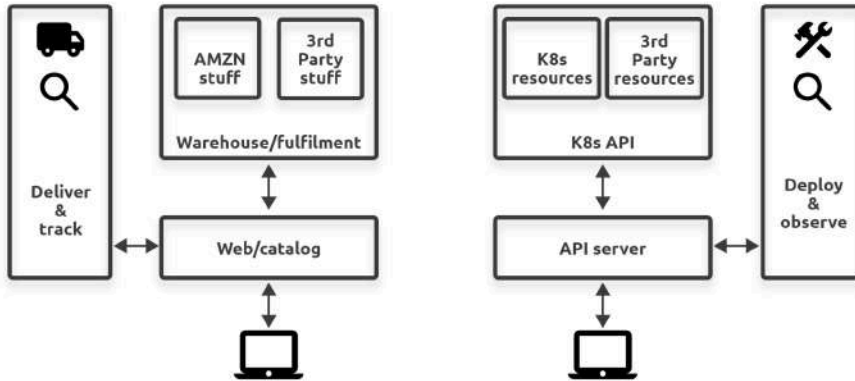 AMZN
stuff
3rd
Party
stuff
Warehouse/fulfilment
Deliver
&
track
Web/catalog
K8s
resources
3rd
Party
resources
K8s API
Deploy
&
observe
API server